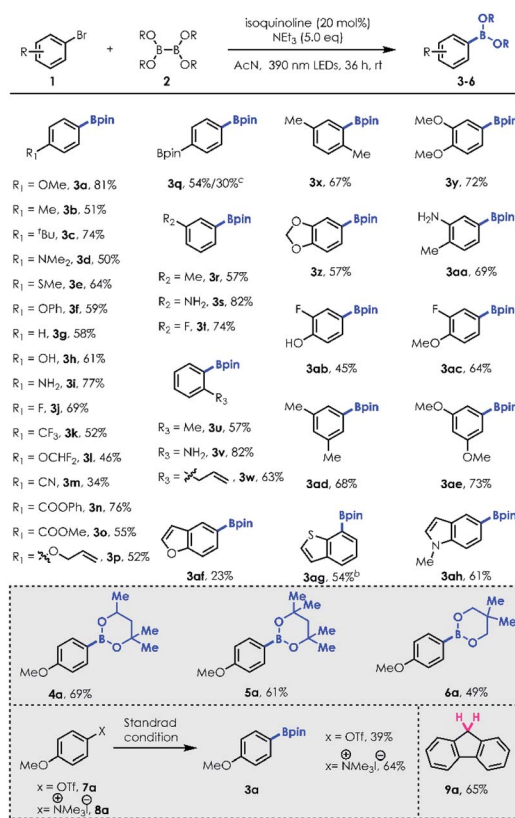 Br
R
1
+
RO OR
B-B
RO OR
2
isoquinoline (20 mol%)
NEt3 (5.0 eq)
AcN, 390 nm LEDs, 36 h, rt
OR
B
OR
R
3-6
Bpin
R1
R1 = OMe, 3a, 81%
R1 = Me, 3b, 51%
R1 = tBu, 3c, 74%
R1 = NMe2, 3d, 50%
R1 = SMe, 3e, 64%
R1 = OPh, 3f, 59%
R1 = H, 3g, 58%
R1 = OH, 3h, 61%
R1 = NH2, 3i, 77%
R1 = F, 3j, 69%
R1 = CF3, 3k, 52%
R1 = OCHF2, 3l, 46%
R1 = CN, 3m, 34%
R1 = COOPh, 3n, 76%
R1 = COOMe, 3o, 55%
R1 = O , 3p, 52%
Bpin
Bpin
3q, 54%/30%c
R2 Bpin
R2 = Me, 3r, 57%
R2 = NH2, 3s, 82%
R2 = F, 3t, 74%
Bpin
R3
R3 = Me, 3u, 57%
R3 = NH2, 3v, 82%
R3 = , 3w, 63%
Me
Bpin
Me
3x, 67%
MeO Bpin
MeO
3y, 72%
O Bpin
O
3z, 57%
H2N Bpin
Me
3aa, 69%
F Bpin
HO
3ab, 45%
F Bpin
MeO
3ac, 64%
Me Bpin
Me
3ad, 68%
MeO Bpin
OMe
3ae, 73%
Bpin
O
3af, 23%
Bpin
S
3ag, 54%b
Bpin
N
Me
3ah, 61%
Me
O Me
B O Me
MeO
4a, 69%
Me Me
O Me
B O Me
MeO
5a, 61%
Me
O Me
B O
MeO
6a, 49%
X
MeO
x = OTf, 7a
x= NMe3I, 8a
Standrad
condition
Bpin
MeO
3a
x = OTf, 39%
x = NMe3I, 64%
H H
9a, 65%